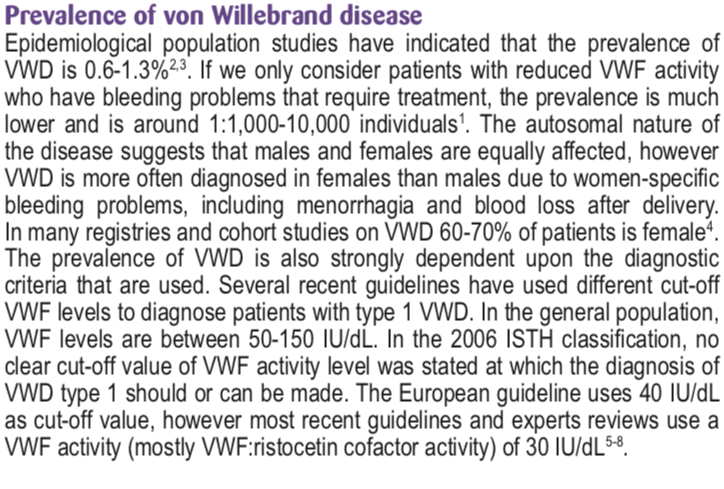 Prevalence of von Willebrand disease
Epidemiological population studies have indicated that the prevalence of
VWD is 0.6-1.3%2,3. If we only consider patients with reduced VWF activity
who have bleeding problems that require treatment, the prevalence is much
lower and is around 1:1,000-10,000 individuals1. The autosomal nature of
the disease suggests that males and females are equally affected, however
VWD is more often diagnosed in females than males due to women-specific
bleeding problems, including menorrhagia and blood loss after delivery.
In many registries and cohort studies on VWD 60-70% of patients is female4.
The prevalence of VWD is also strongly dependent upon the diagnostic
criteria that are used. Several recent guidelines have used different cut-off
VWF levels to diagnose patients with type 1 VWD. In the general population,
VWF levels are between 50-150 IU/dL. In the 2006 ISTH classification, no
clear cut-off value of VWF activity level was stated at which the diagnosis of
VWD type 1 should or can be made. The European guideline uses 40 IU/dL
as cut-off value, however most recent guidelines and experts reviews use a
VWF activity (mostly VWF:ristocetin cofactor activity) of 30 IU/dL5-8.